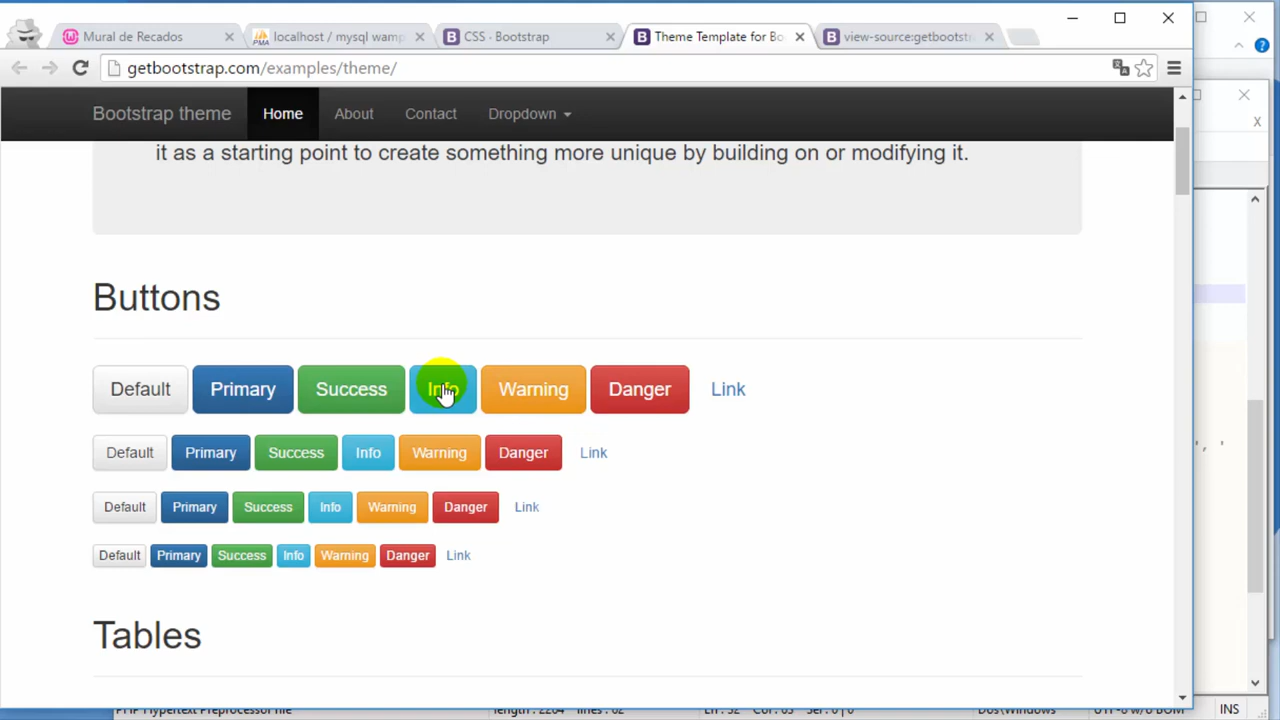 Mural de Recados
localhost / mysql wamp
CSS · Bootstrap
Theme Template for Bo
view-source:getbootst
getbootstrap.com/examples/theme/
Bootstrap theme
Home
About
Contact
Dropdown
it as a starting point to create something more unique by building on or modifying it.
Buttons
Default Primary Success Info Warning Danger Link
Default Primary Success Info Warning Danger Link
Default Primary Success Info Warning Danger Link
Default Primary Success Info Warning Danger Link
Tables
INS